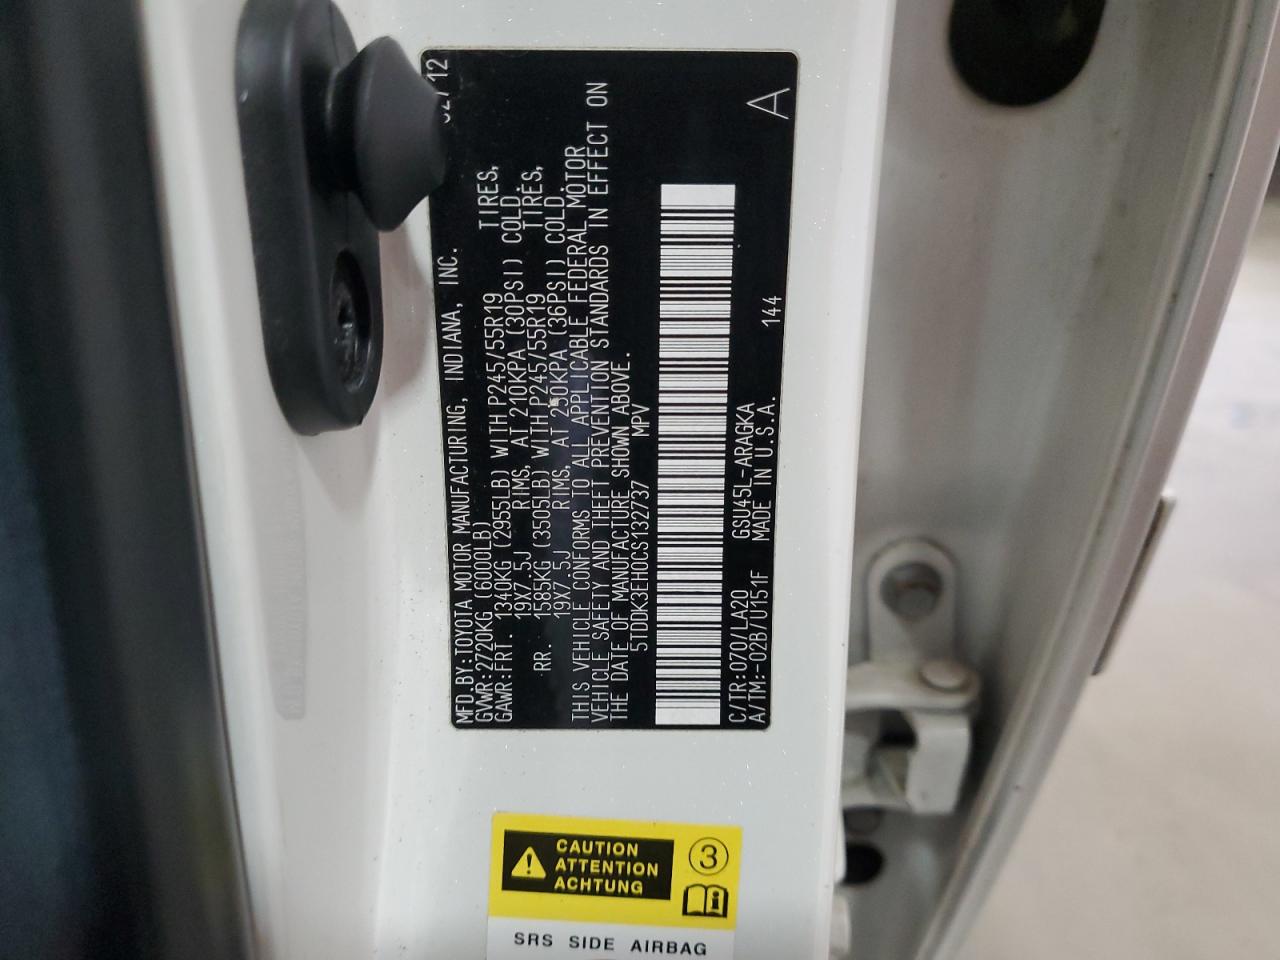 MFD.BY:TOYOTA MOTOR MANUFACTURING, INDIANA, INC. 02/12
GVWR:2720KG (6000LB)
GAWR:FRT. 1340KG (2955LB) WITH P245/55R19 TIRES,
19X7.5J RIMS, AT 210KPA (30PSI) COLD.
RR. 1585KG (3505LB) WITH P245/55R19 TIRES,
19X7.5J RIMS, AT 250KPA (36PSI) COLD.
THIS VEHICLE CONFORMS TO ALL APPLICABLE FEDERAL MOTOR
VEHICLE SAFETY AND THEFT PREVENTION STANDARDS IN EFFECT ON
THE DATE OF MANUFACTURE SHOWN ABOVE.
5TDDK3EH0CS132737 MPV
C/TR:070/LA20 GSU45L-ARAGKA 144
A/TM:-02B/U151F MADE IN U.S.A. A
CAUTION
ATTENTION
ACHTUNG
3
SRS SIDE AIRBAG